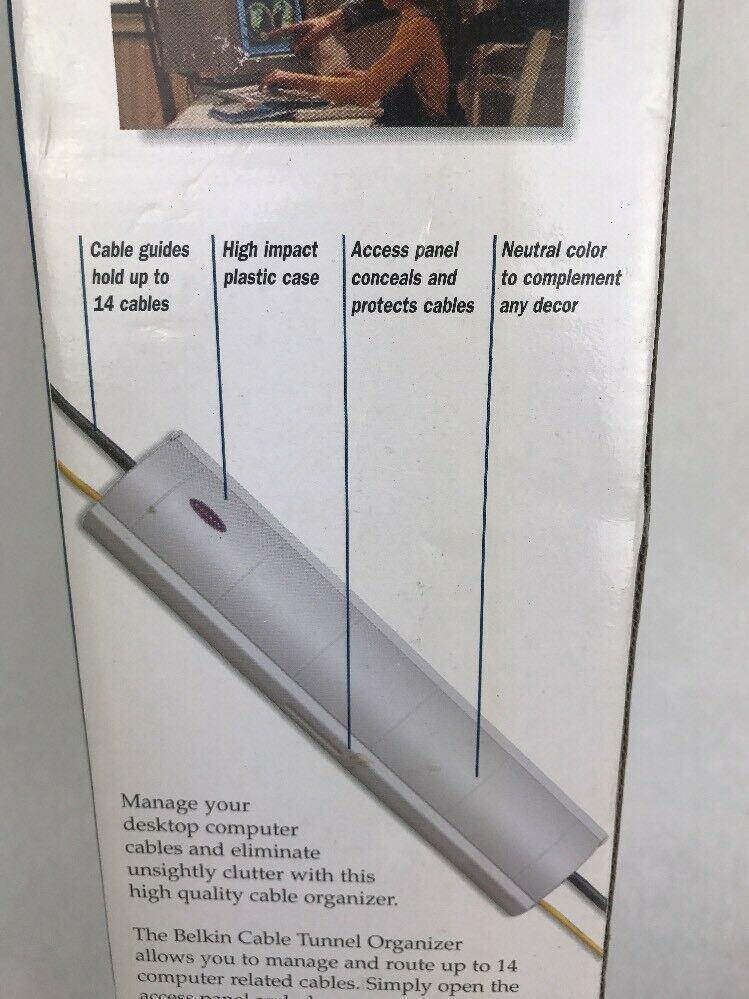 Cable guides
hold up to
14 cables
High impact
plastic case
Access panel
conceals and
protects cables
Neutral color
to complement
any decor
Manage your
desktop computer
cables and eliminate
unsightly clutter with this
high quality cable organizer.
The Belkin Cable Tunnel Organizer
allows you to manage and route up to 14
computer related cables. Simply open the
access panel and